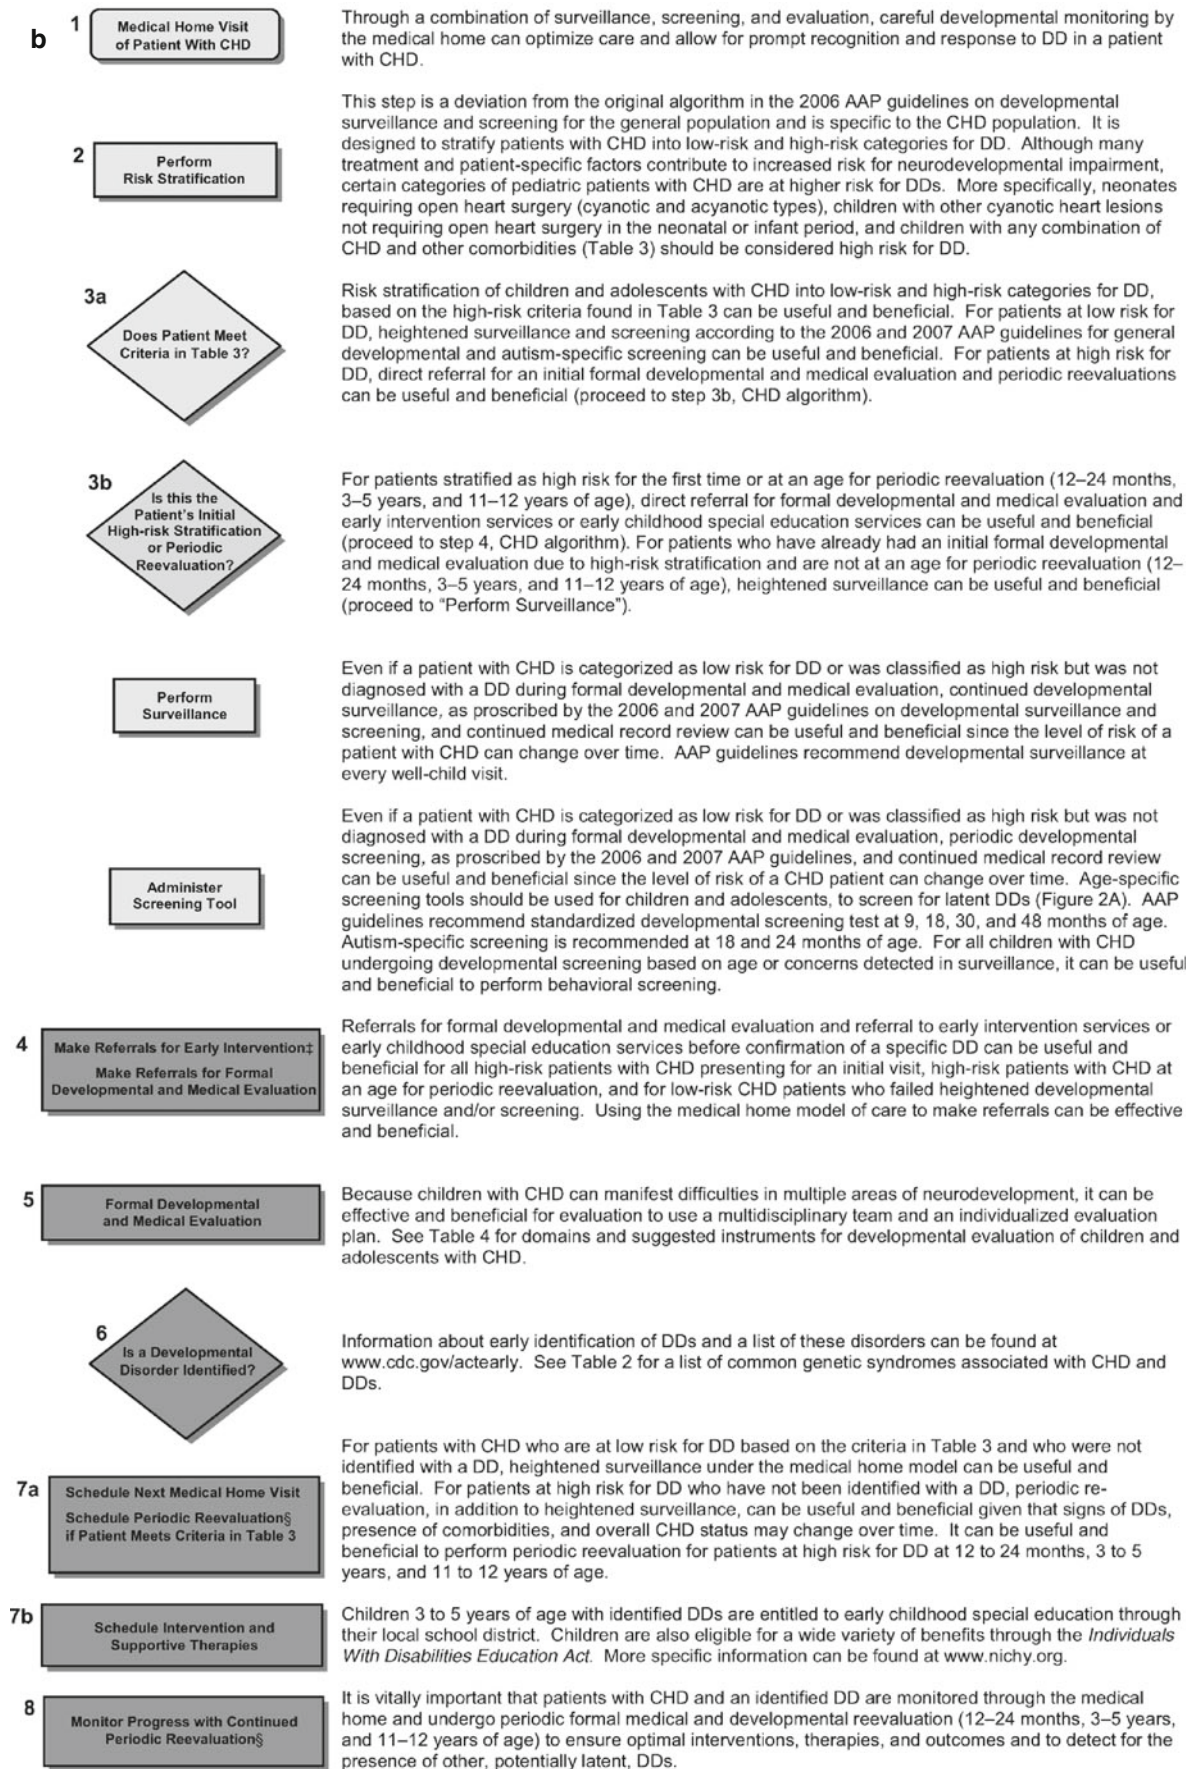 b
1
Medical Home Visit
of Patient With CHD
Through a combination of surveillance, screening, and evaluation, careful developmental monitoring by
the medical home can optimize care and allow for prompt recognition and response to DD in a patient
with CHD.
2
Perform
Risk Stratification
This step is a deviation from the original algorithm in the 2006 AAP guidelines on developmental
surveillance and screening for the general population and is specific to the CHD population. It is
designed to stratify patients with CHD into low-risk and high-risk categories for DD. Although many
treatment and patient-specific factors contribute to increased risk for neurodevelopmental impairment,
certain categories of pediatric patients with CHD are at higher risk for DDs. More specifically, neonates
requiring open heart surgery (cyanotic and acyanotic types), children with other cyanotic heart lesions
not requiring open heart surgery in the neonatal or infant period, and children with any combination of
CHD and other comorbidities (Table 3) should be considered high risk for DD.
3a
Does Patient Meet
Criteria in Table 3?
Risk stratification of children and adolescents with CHD into low-risk and high-risk categories for DD,
based on the high-risk criteria found in Table 3 can be useful and beneficial. For patients at low risk for
DD, heightened surveillance and screening according to the 2006 and 2007 AAP guidelines for general
developmental and autism-specific screening can be useful and beneficial. For patients at high risk for
DD, direct referral for an initial formal developmental and medical evaluation and periodic reevaluations
can be useful and beneficial (proceed to step 3b, CHD algorithm).
3b
Is this the
Patient's Initial
High-risk Stratification
or Periodic
Reevaluation?
For patients stratified as high risk for the first time or at an age for periodic reevaluation (12–24 months,
3–5 years, and 11–12 years of age), direct referral for formal developmental and medical evaluation and
early intervention services or early childhood special education services can be useful and beneficial
(proceed to step 4, CHD algorithm). For patients who have already had an initial formal developmental
and medical evaluation due to high-risk stratification and are not at an age for periodic reevaluation (12–
24 months, 3–5 years, and 11–12 years of age), heightened surveillance can be useful and beneficial
(proceed to "Perform Surveillance").
Perform
Surveillance
Even if a patient with CHD is categorized as low risk for DD or was classified as high risk but was not
diagnosed with a DD during formal developmental and medical evaluation, continued developmental
surveillance, as proscribed by the 2006 and 2007 AAP guidelines on developmental surveillance and
screening, and continued medical record review can be useful and beneficial since the level of risk of a
patient with CHD can change over time. AAP guidelines recommend developmental surveillance at
every well-child visit.
Administer
Screening Tool
Even if a patient with CHD is categorized as low risk for DD or was classified as high risk but was not
diagnosed with a DD during formal developmental and medical evaluation, periodic developmental
screening, as proscribed by the 2006 and 2007 AAP guidelines, and continued medical record review
can be useful and beneficial since the level of risk of a CHD patient can change over time. Age-specific
screening tools should be used for children and adolescents, to screen for latent DDs (Figure 2A). AAP
guidelines recommend standardized developmental screening test at 9, 18, 30, and 48 months of age.
Autism-specific screening is recommended at 18 and 24 months of age. For all children with CHD
undergoing developmental screening based on age or concerns detected in surveillance, it can be useful
and beneficial to perform behavioral screening.
4
Make Referrals for Early Intervention‡
Make Referrals for Formal
Developmental and Medical Evaluation
Referrals for formal developmental and medical evaluation and referral to early intervention services or
early childhood special education services before confirmation of a specific DD can be useful and
beneficial for all high-risk patients with CHD presenting for an initial visit, high-risk patients with CHD at
an age for periodic reevaluation, and for low-risk CHD patients who failed heightened developmental
surveillance and/or screening. Using the medical home model of care to make referrals can be effective
and beneficial.
5
Formal Developmental
and Medical Evaluation
Because children with CHD can manifest difficulties in multiple areas of neurodevelopment, it can be
effective and beneficial for evaluation to use a multidisciplinary team and an individualized evaluation
plan. See Table 4 for domains and suggested instruments for developmental evaluation of children and
adolescents with CHD.
6
Is a Developmental
Disorder Identified?
Information about early identification of DDs and a list of these disorders can be found at
www.cdc.gov/actearly. See Table 2 for a list of common genetic syndromes associated with CHD and
DDs.
7a
Schedule Next Medical Home Visit
Schedule Periodic Reevaluation§
if Patient Meets Criteria in Table 3
For patients with CHD who are at low risk for DD based on the criteria in Table 3 and who were not
identified with a DD, heightened surveillance under the medical home model can be useful and
beneficial. For patients at high risk for DD who have not been identified with a DD, periodic re-
evaluation, in addition to heightened surveillance, can be useful and beneficial given that signs of DDs,
presence of comorbidities, and overall CHD status may change over time. It can be useful and
beneficial to perform periodic reevaluation for patients at high risk for DD at 12 to 24 months, 3 to 5
years, and 11 to 12 years of age.
7b
Schedule Intervention and
Supportive Therapies
Children 3 to 5 years of age with identified DDs are entitled to early childhood special education through
their local school district. Children are also eligible for a wide variety of benefits through the Individuals
With Disabilities Education Act. More specific information can be found at www.nichy.org.
8
Monitor Progress with Continued
Periodic Reevaluation§
It is vitally important that patients with CHD and an identified DD are monitored through the medical
home and undergo periodic formal medical and developmental reevaluation (12–24 months, 3–5 years,
and 11–12 years of age) to ensure optimal interventions, therapies, and outcomes and to detect for the
presence of other, potentially latent, DDs.